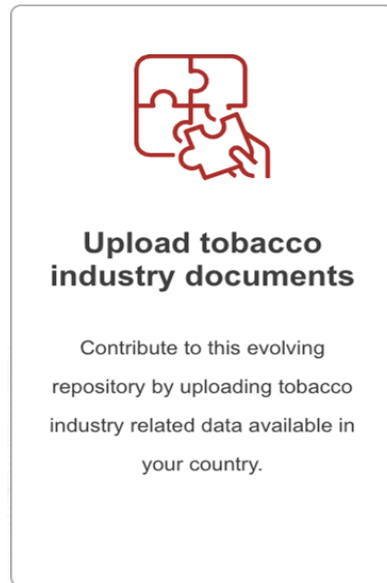 Upload tobacco
industry documents
Contribute to this evolving
repository by uploading tobacco
industry related data available in
your country.